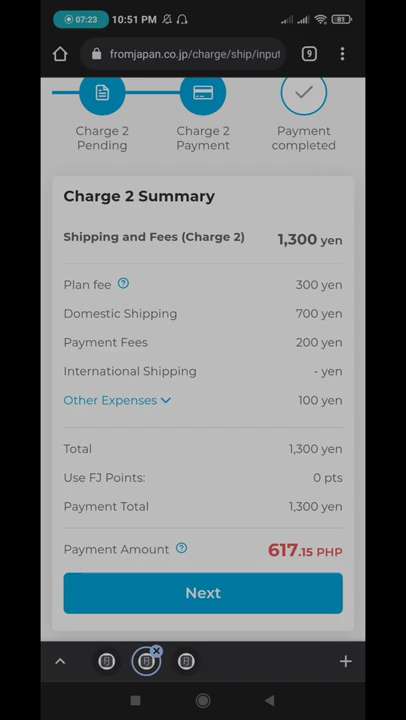 07:23 10:51 PM 81
fromjapan.co.jp/charge/ship/input 9
Charge 2 Pending
Charge 2 Payment
Payment completed
Charge 2 Summary
Shipping and Fees (Charge 2) 1,300 yen
Plan fee ? 300 yen
Domestic Shipping 700 yen
Payment Fees 200 yen
International Shipping - yen
Other Expenses 100 yen
Total 1,300 yen
Use FJ Points: 0 pts
Payment Total 1,300 yen
Payment Amount ? 617.15 PHP
Next